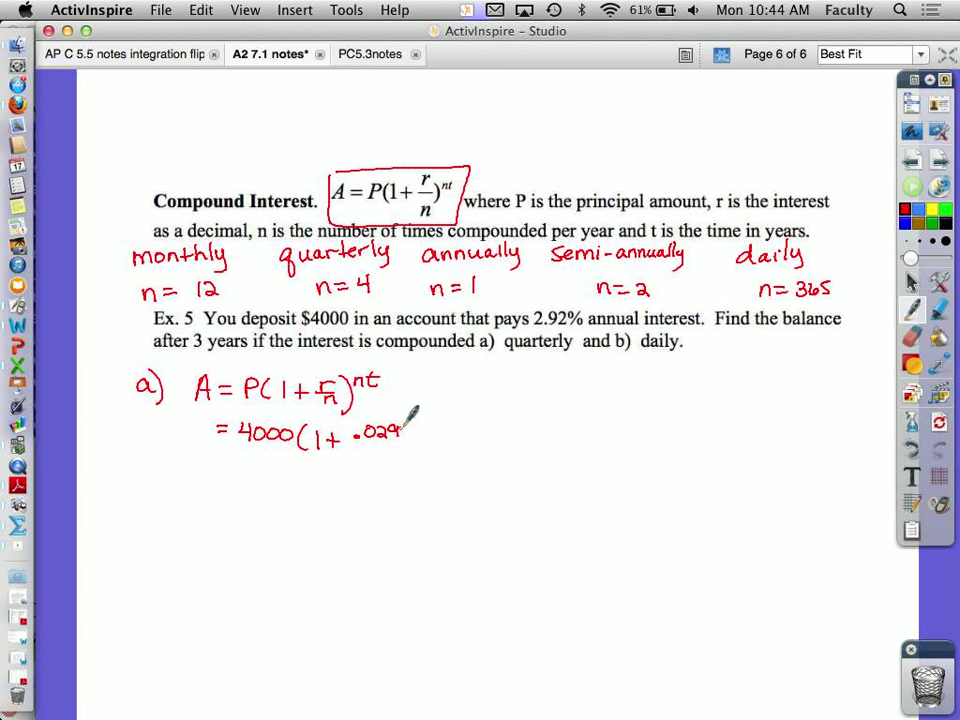 ActivInspire File Edit View Insert Tools Help 61% Mon 10:44 AM Faculty
ActivInspire - Studio
AP C 5.5 notes integration flip A2 7.1 notes* PC5.3notes Page 6 of 6 Best Fit
Compound Interest. A = P(1 + r/n)^nt where P is the principal amount, r is the interest
as a decimal, n is the number of times compounded per year and t is the time in years.
monthly quarterly annually semi-annually daily
n = 12 n = 4 n = 1 n = 2 n = 365
Ex. 5 You deposit $4000 in an account that pays 2.92% annual interest. Find the balance
after 3 years if the interest is compounded a) quarterly and b) daily.
a) A = P(1 + r/n)^nt
= 4000(1 + .029